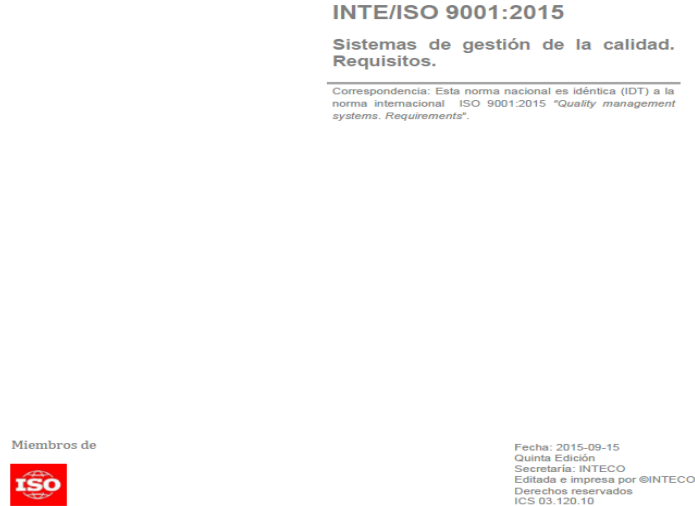 INTE/ISO 9001:2015
Sistemas de gestión de la calidad.
Requisitos.
Correspondencia: Esta norma nacional es idéntica (IDT) a la
norma internacional ISO 9001:2015 "Quality management
systems. Requirements".
Miembros de
ISO
Fecha: 2015-09-15
Quinta Edición
Secretaría: INTECO
Editada e impresa por ©INTECO
Derechos reservados
ICS 03.120.10